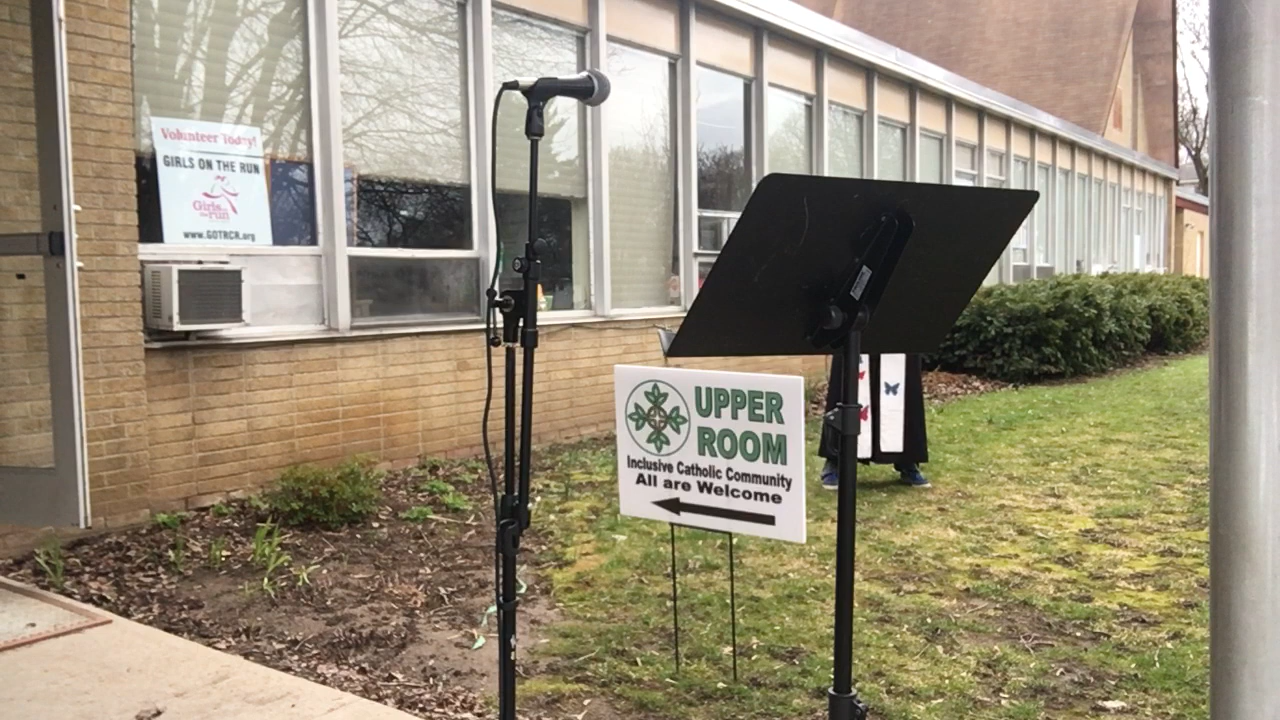 Volunteer Today!
GIRLS ON THE RUN
Girls
on the
run
www.GOTRCR.org
UPPER
ROOM
Inclusive Catholic Community
All are Welcome